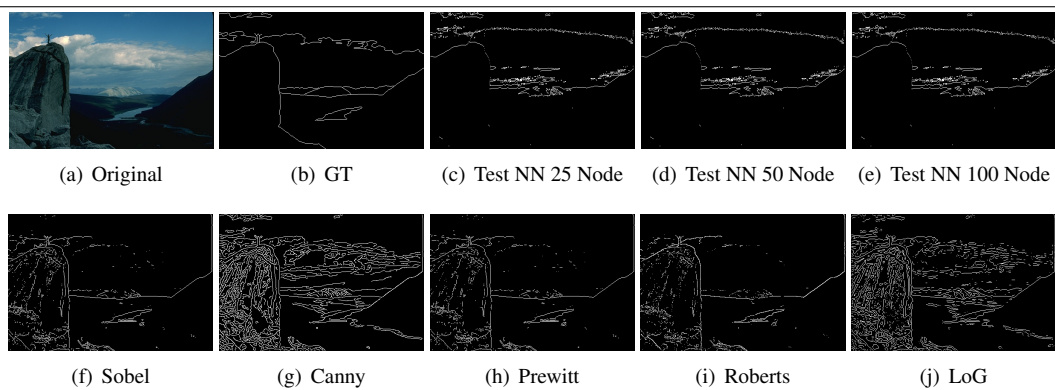 (a) Original (b) GT (c) Test NN 25 Node (d) Test NN 50 Node (e) Test NN 100 Node
(f) Sobel (g) Canny (h) Prewitt (i) Roberts (j) LoG